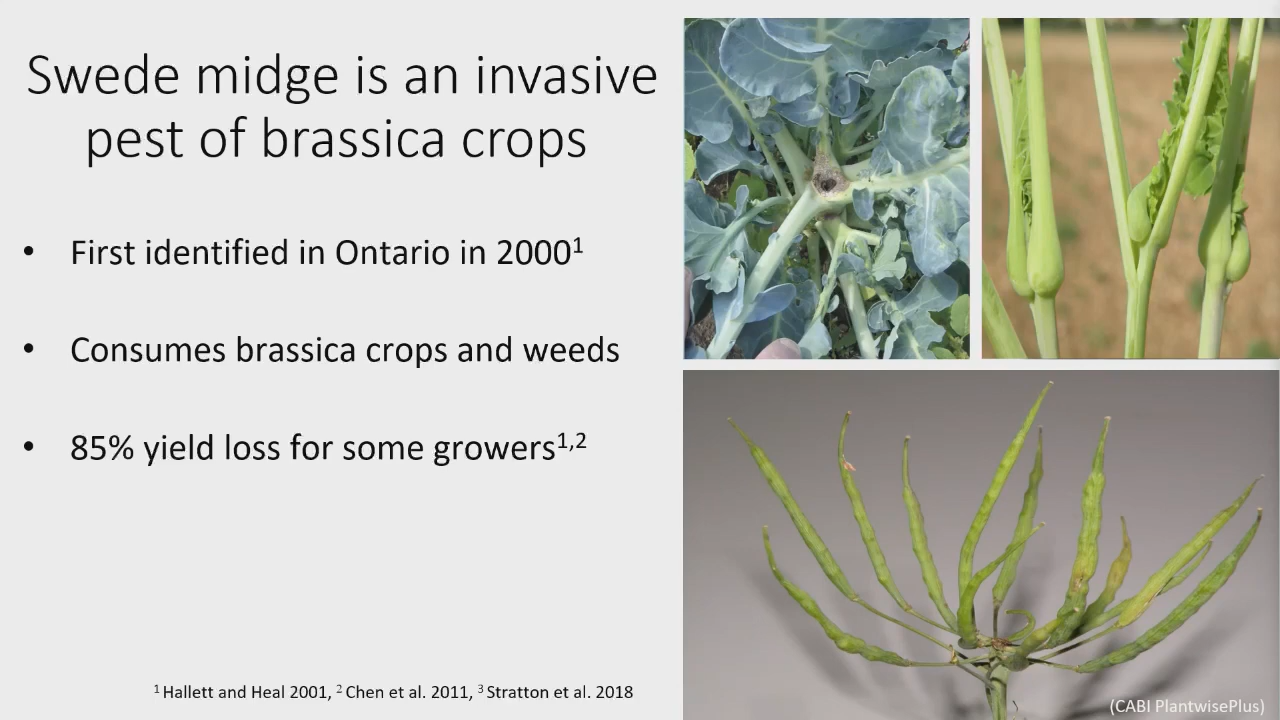 Swede midge is an invasive
pest of brassica crops
• First identified in Ontario in 2000¹
• Consumes brassica crops and weeds
• 85% yield loss for some growers¹,²
¹ Hallett and Heal 2001, ² Chen et al. 2011, ³ Stratton et al. 2018
(CABI PlantwisePlus)